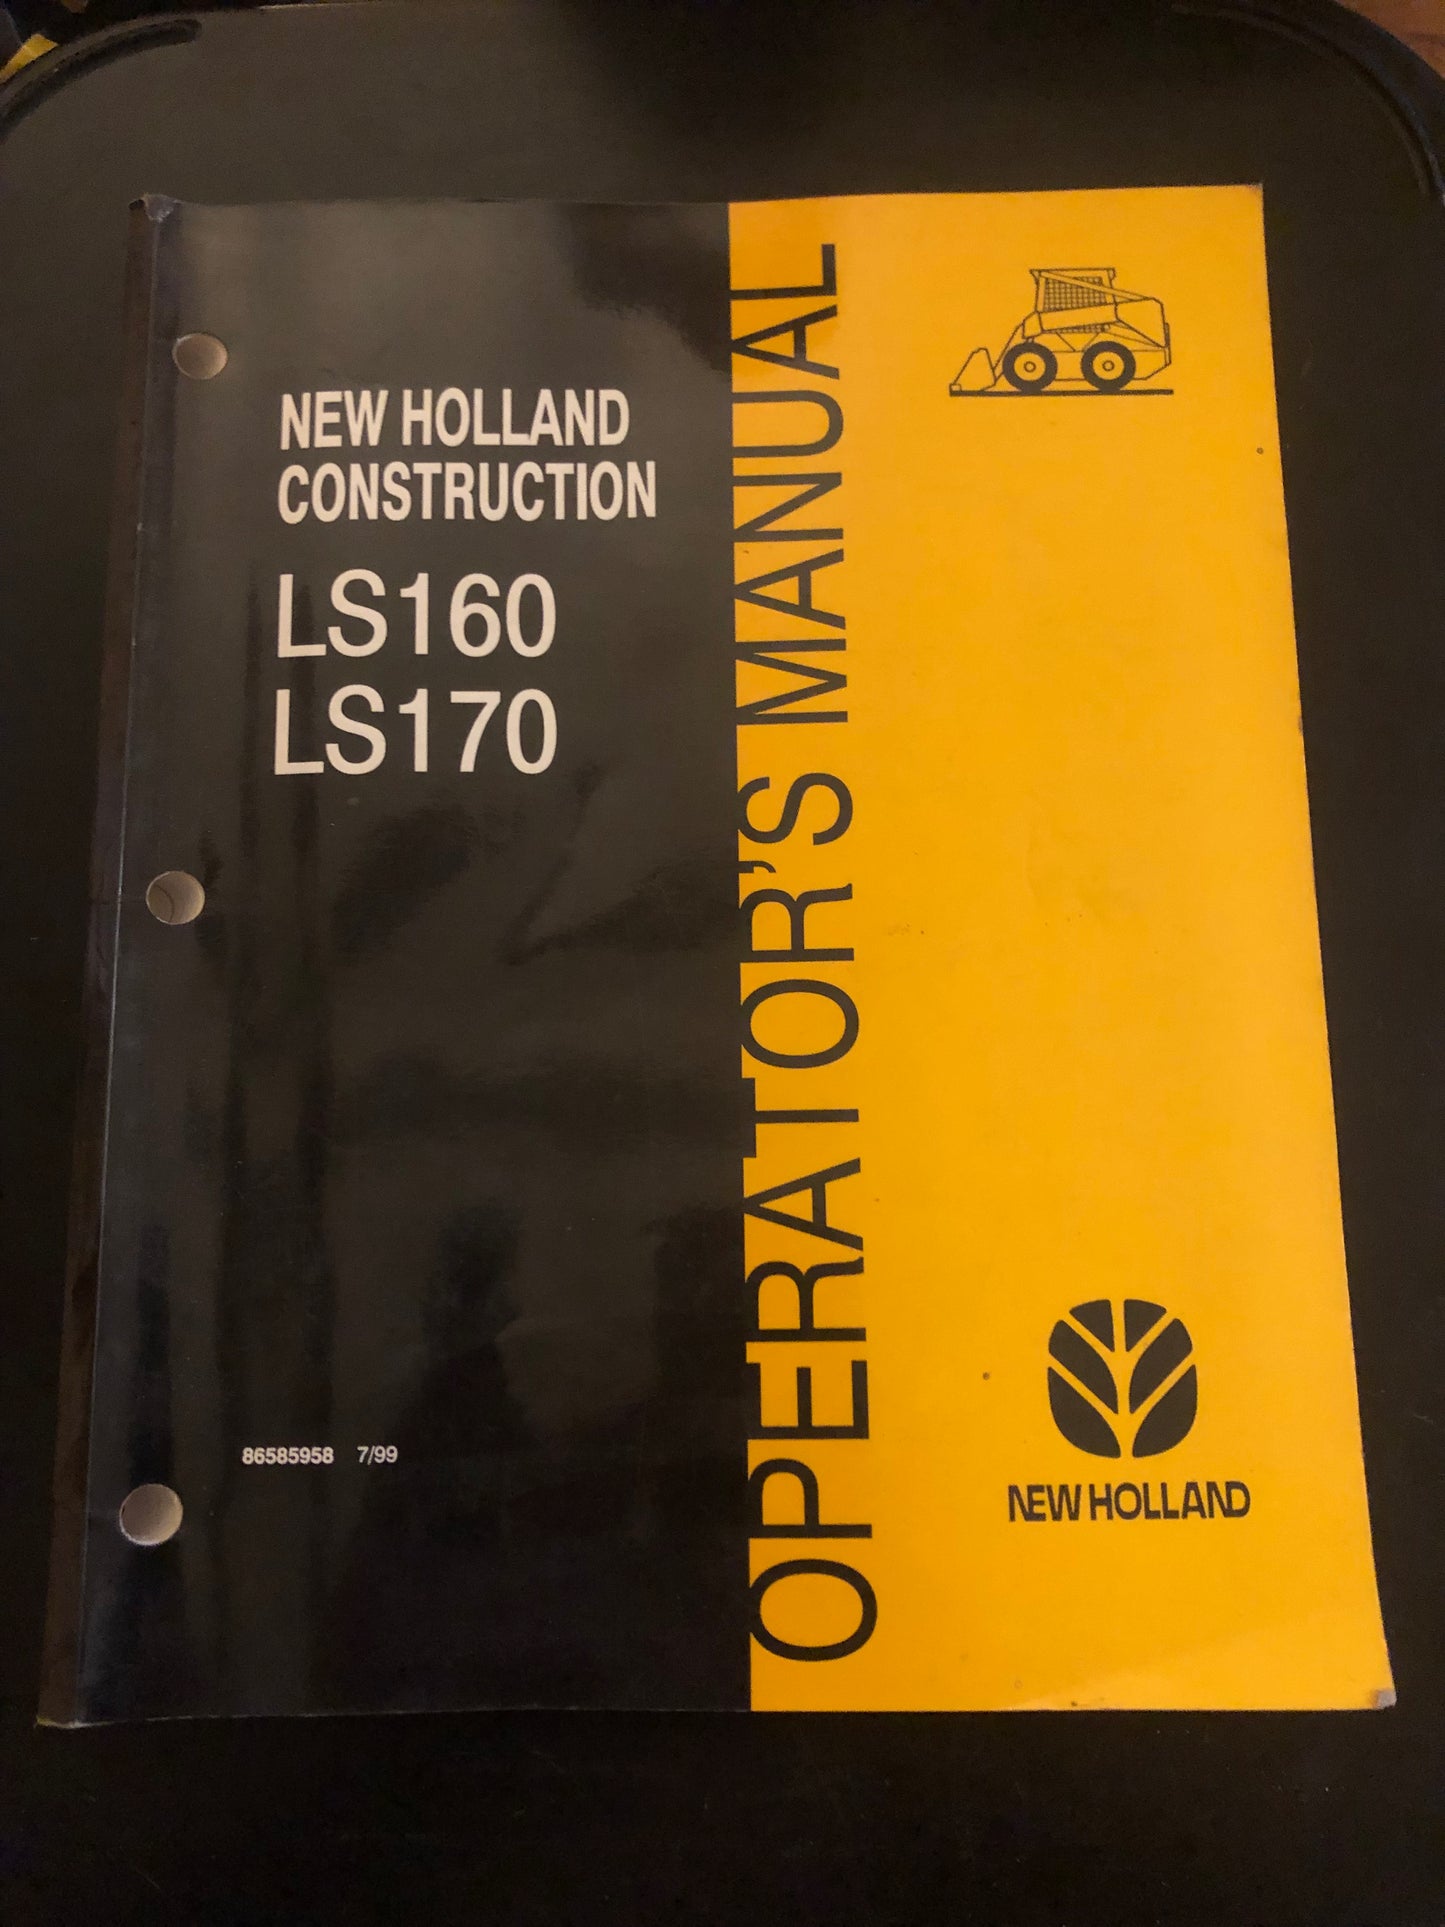 NEW HOLLAND
CONSTRUCTION
LS160
LS170
86585958 7/99
OPERATOR'S MANUAL
NEW HOLLAND